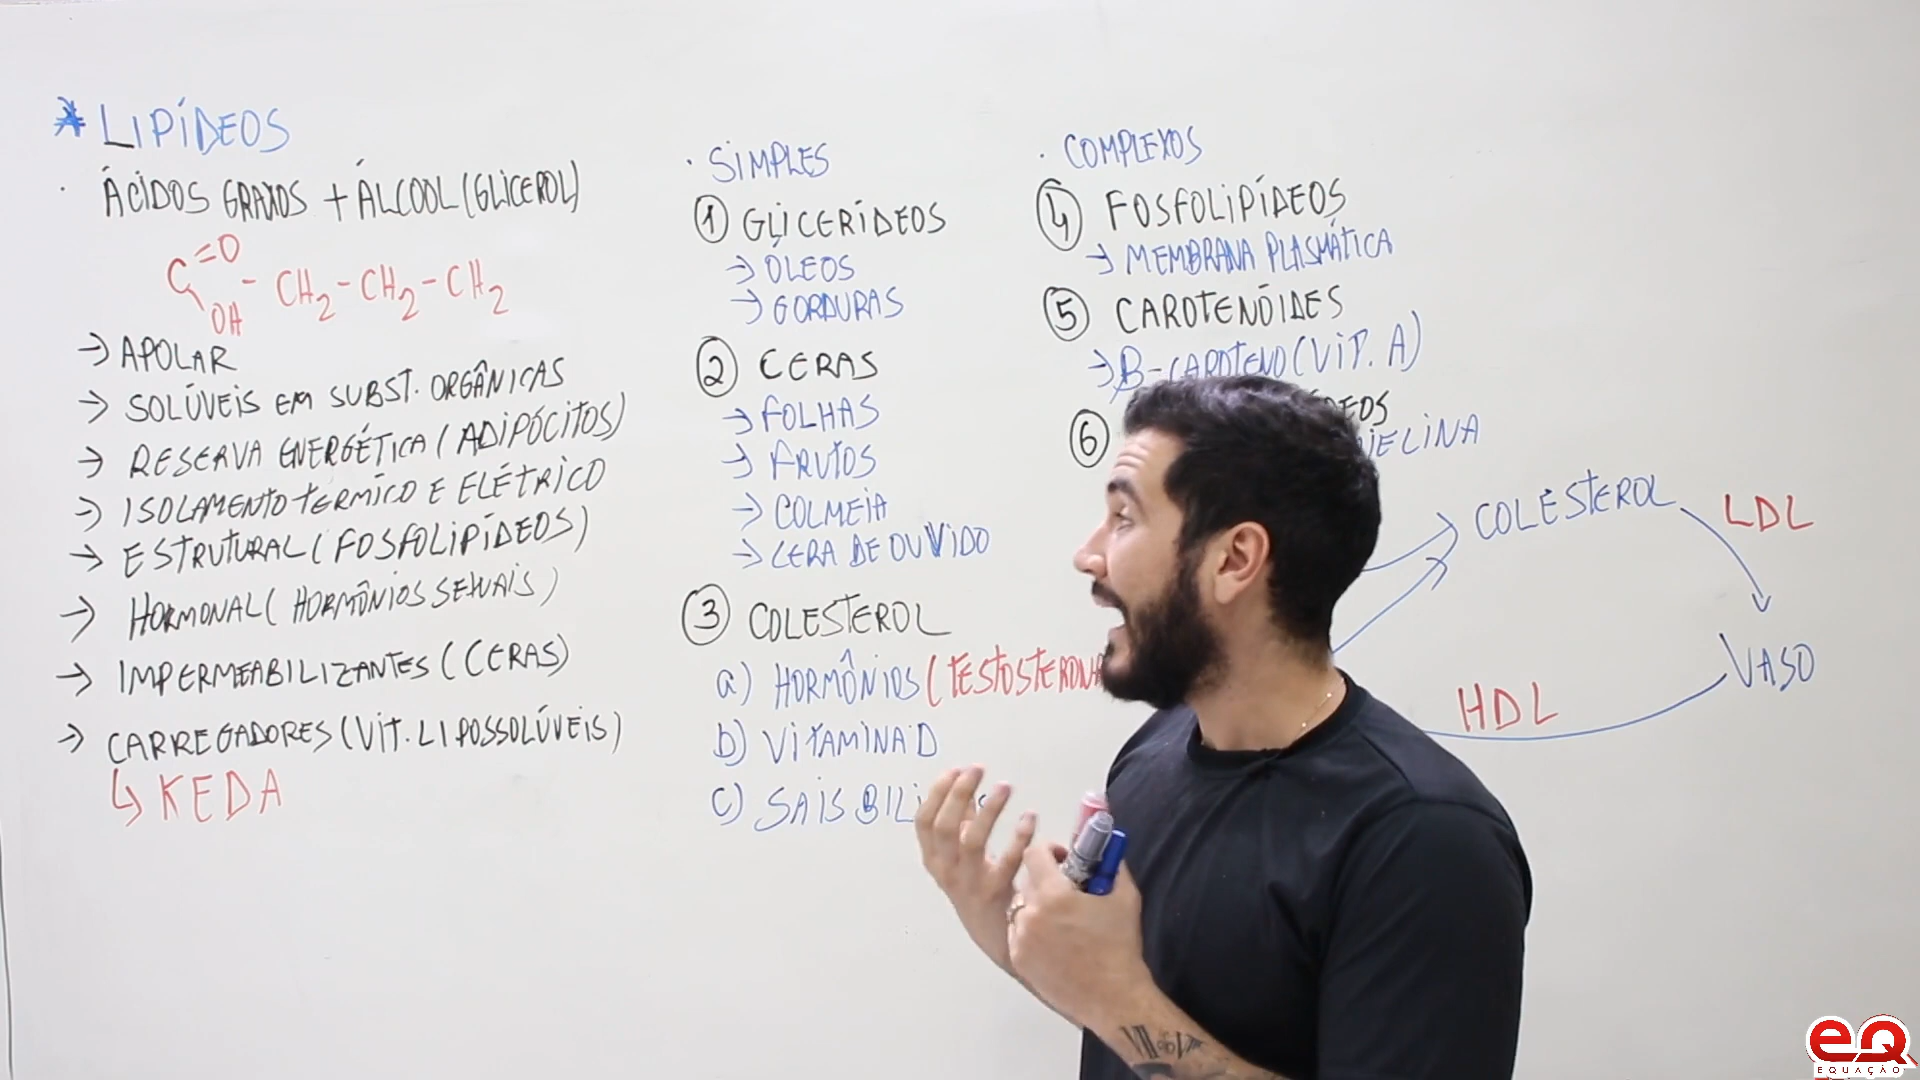 * LIPÍDEOS
· ÁCIDOS GRAXOS + ÁLCOOL (GLICEROL)
C =O OH - CH2 - CH2 - CH2
→ APOLAR
→ SOLÚVEIS EM SUBST. ORGÂNICAS
→ RESERVA ENERGÉTICA (ADIPÓCITOS)
→ ISOLAMENTO TERMICO E ELÉTRICO
→ ESTRUTURAL (FOSFOLIPÍDEOS)
→ HORMONAL (HORMÔNIOS SEXUAIS)
→ IMPERMEABILIZANTES (CERAS)
→ CARREGADORES (VIT. LIPOSSOLÚVEIS)
↳ KEDA
· SIMPLES
1 GLICERÍDEOS
→ ÓLEOS
→ GORDURAS
2 CERAS
→ FOLHAS
→ FRUTOS
→ COLMEIA
→ CERA DE OUVIDO
3 COLESTEROL
a) HORMÔNIOS (TESTOSTERONA
b) VITAMINA D
c) SAIS BILI
· COMPLEXOS
4 FOSFOLIPÍDEOS
→ MEMBRANA PLASMÁTICA
5 CAROTENÓIDES
→ B-CAROTENO (VIT. A)
6 DEOS
IELINA
COLESTEROL
LDL
VASO
HDL
eQ
EQUAÇÃO